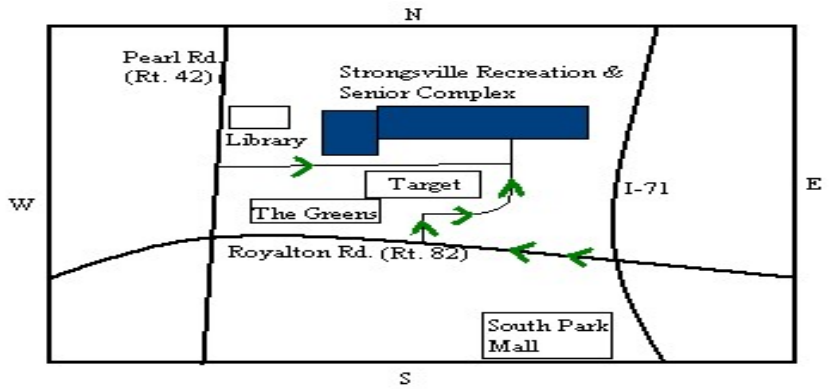 N
Pearl Rd.
(Rt. 42)
Strongsville Recreation &
Senior Complex
Library
Target
I-71
E
W
The Greens
Royalton Rd. (Rt. 82)
South Park
Mall
S